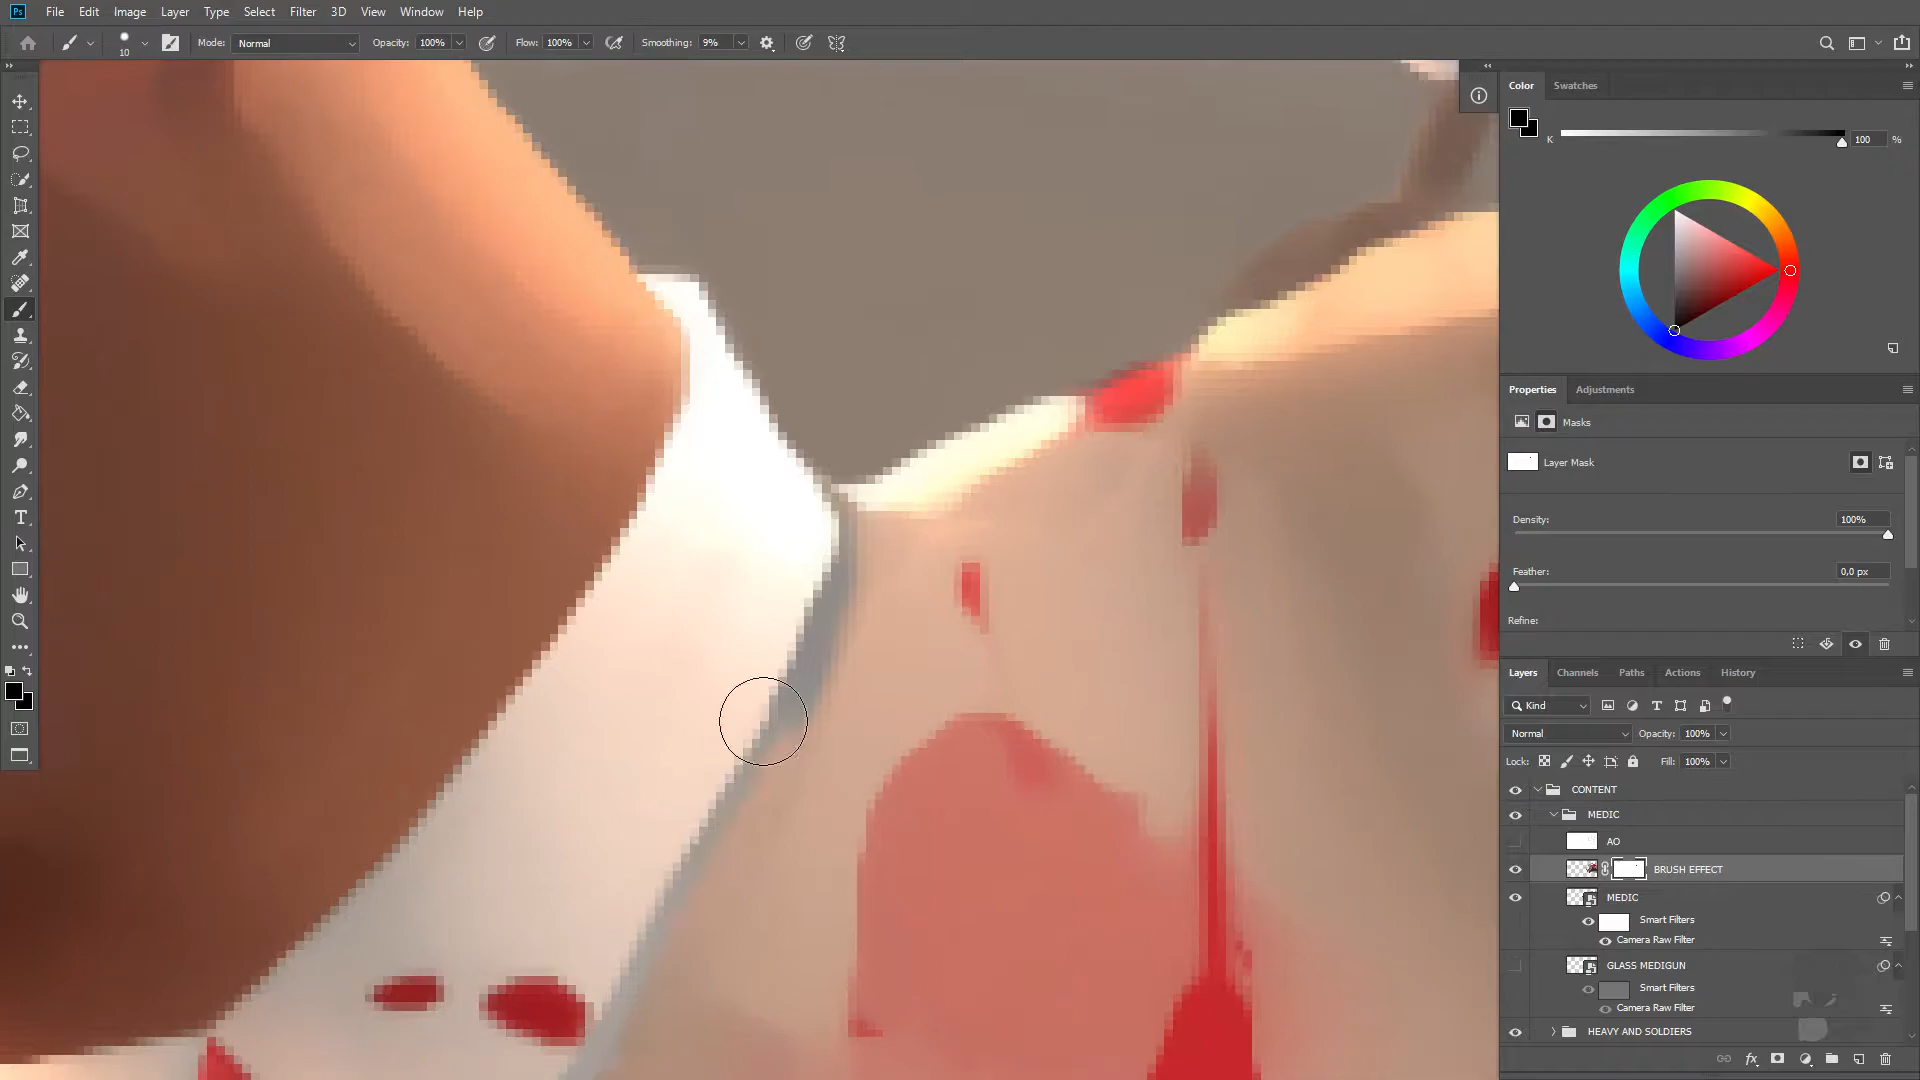 Ps File Edit Image Layer Type Select Filter 3D View Window Help
10 Mode: Normal Opacity: 100% Flow: 100% Smoothing: 9%
Color Swatches
K 100 %
Properties Adjustments
Masks
Layer Mask
Density: 100%
Feather: 0,0 px
Refine:
Layers Channels Paths Actions History
Kind
Normal Opacity: 100%
Lock: Fill: 100%
CONTENT
MEDIC
AO
BRUSH EFFECT
MEDIC
Smart Filters
Camera Raw Filter
GLASS MEDIGUN
Smart Filters
Camera Raw Filter
HEAVY AND SOLDIERS